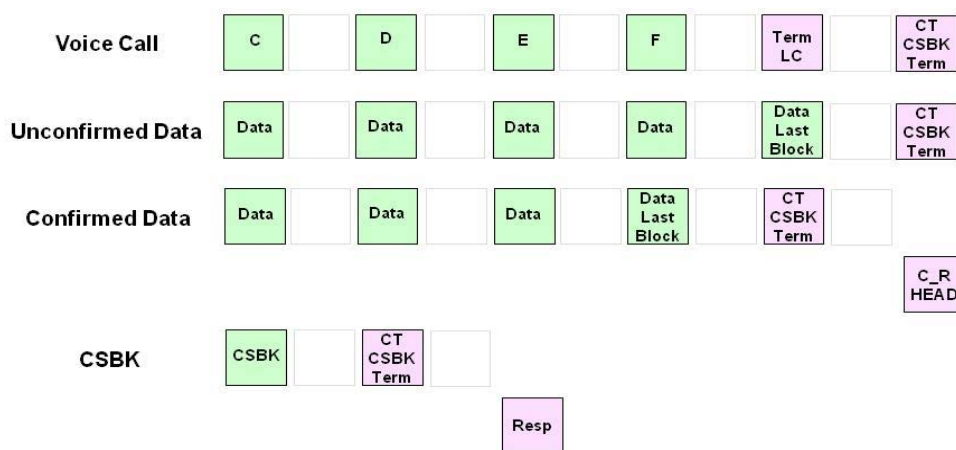 Voice Call C D E F Term LC CT CSBK Term
Unconfirmed Data Data Data Data Data Data Last Block CT CSBK Term
Confirmed Data Data Data Data Data Last Block CT CSBK Term
C_R HEAD
CSBK CSBK CT CSBK Term
Resp